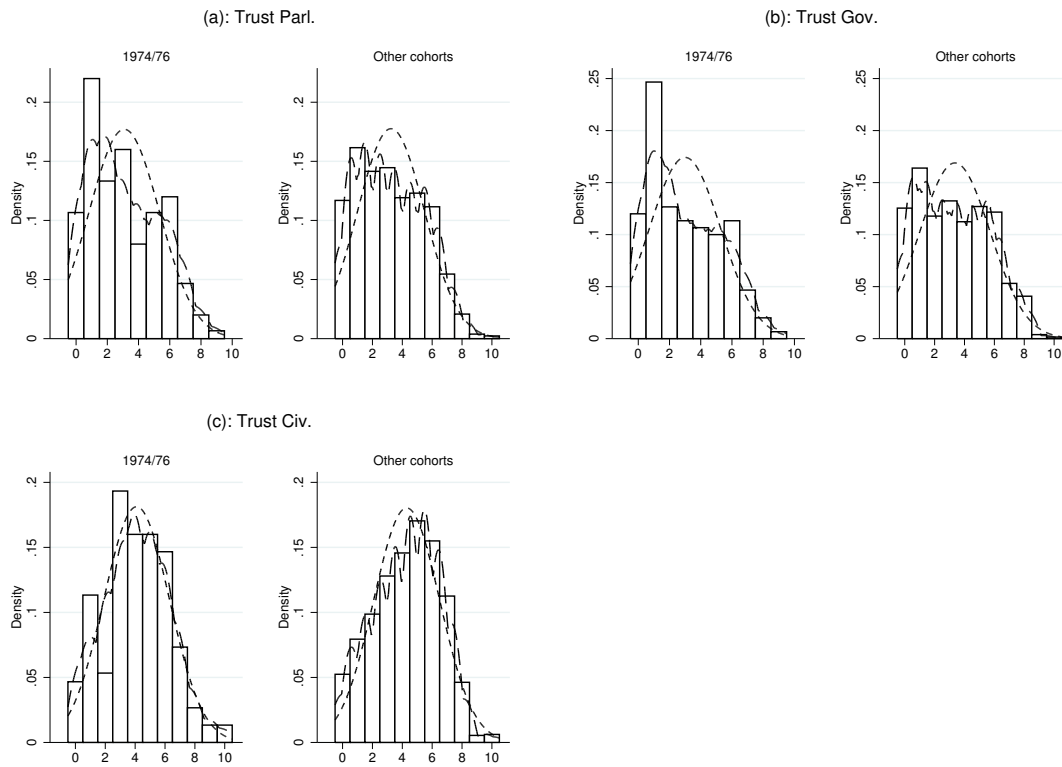 (a): Trust Parl.
1974/76
Other cohorts
Density
0 .05 .1 .15 .2
0 2 4 6 8 10
0 .05 .1 .15 .2
0 2 4 6 8 10
(b): Trust Gov.
1974/76
Other cohorts
Density
0 .05 .1 .15 .2 .25
0 2 4 6 8 10
0 .05 .1 .15 .2 .25
0 2 4 6 8 10
(c): Trust Civ.
1974/76
Other cohorts
Density
0 .05 .1 .15 .2
0 2 4 6 8 10
Density
0 .05 .1 .15 .2
0 2 4 6 8 10